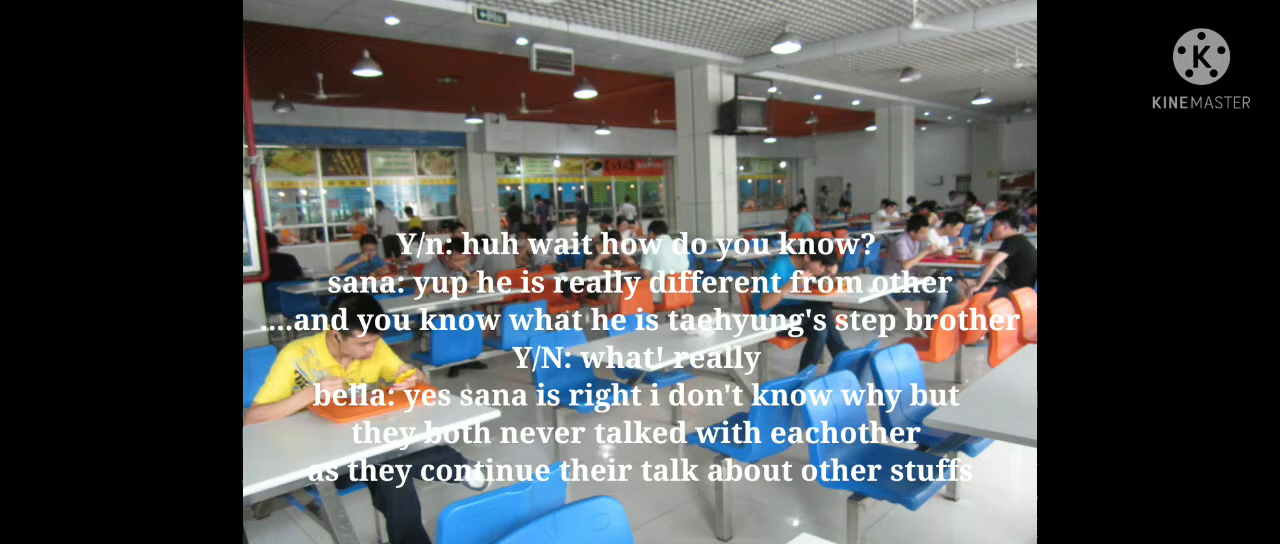 KINEMASTER
Y/n: huh wait how do you know?
sana: yup he is really different from other
....and you know what he is taehyung's step brother
Y/N: what! really
bella: yes sana is right i don't know why but
they both never talked with eachother
as they continue their talk about other stuffs